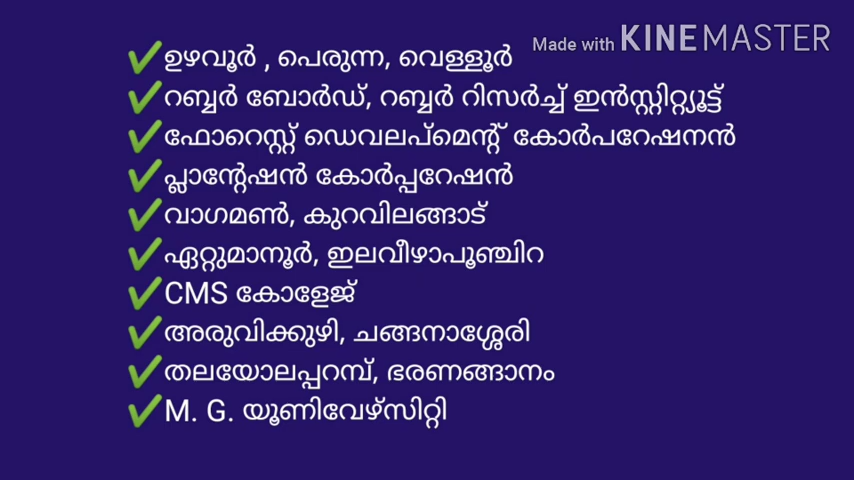 Made with KINEMASTER
✔ഉഴവൂർ , പെരുന്ന, വെള്ളൂർ
✔റബ്ബർ ബോർഡ്, റബ്ബർ റിസർച്ച് ഇൻസ്റ്റിറ്റ്യൂട്ട്
✔ഫോറെസ്റ്റ് ഡെവലപ്മെന്റ് കോർപറേഷനൻ
✔പ്ലാന്റേഷൻ കോർപ്പറേഷൻ
✔വാഗമൺ, കുറവിലങ്ങാട്
✔ഏറ്റുമാനൂർ, ഇലവീഴാപൂഞ്ചിറ
✔CMS കോളേജ്
✔അരുവിക്കുഴി, ചങ്ങനാശ്ശേരി
✔തലയോലപ്പറമ്പ്, ഭരണങ്ങാനം
✔M. G. യൂണിവേഴ്സിറ്റി